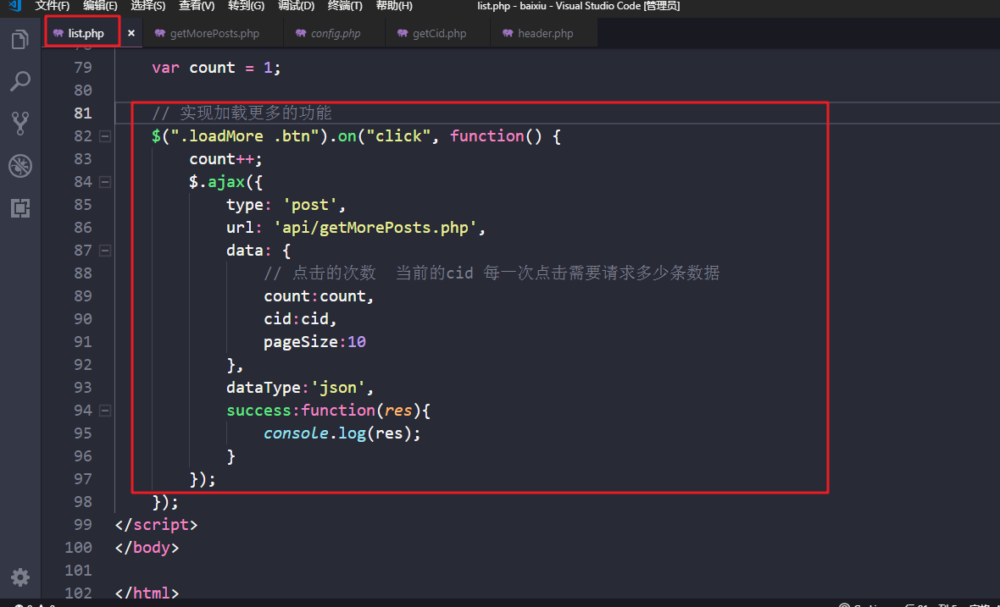 文件(F) 编辑(E) 选择(S) 查看(V) 转到(G) 调试(D) 终端(T) 帮助(H) list.php - baixiu - Visual Studio Code [管理员]
list.php × getMorePosts.php config.php getCid.php header.php
79 var count = 1;
80
81 // 实现加载更多的功能
82 $(".loadMore .btn").on("click", function() {
83 count++;
84 $.ajax({
85 type: 'post',
86 url: 'api/getMorePosts.php',
87 data: {
88 // 点击的次数 当前的cid 每一次点击需要请求多少条数据
89 count:count,
90 cid:cid,
91 pageSize:10
92 },
93 dataType:'json',
94 success:function(res){
95 console.log(res);
96 }
97 });
98 });
99 </script>
100 </body>
101
102 </html>